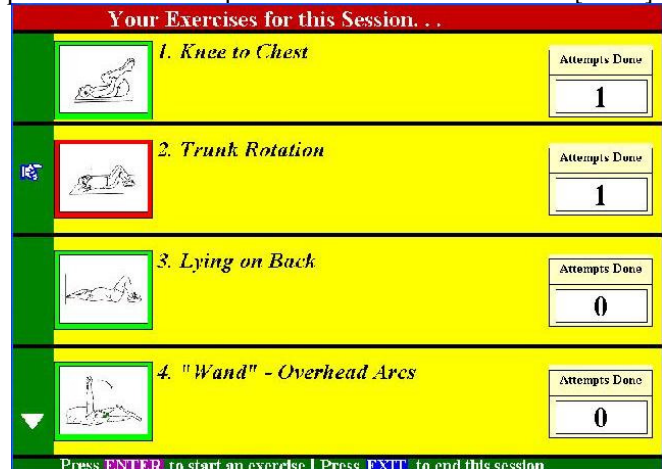 Your Exercises for this Session. . .
1. Knee to Chest
Attempts Done
1
2. Trunk Rotation
Attempts Done
1
3. Lying on Back
Attempts Done
0
4. "Wand" - Overhead Arcs
Attempts Done
0
Press ENTER to start an exercise | Press EXIT to end this session